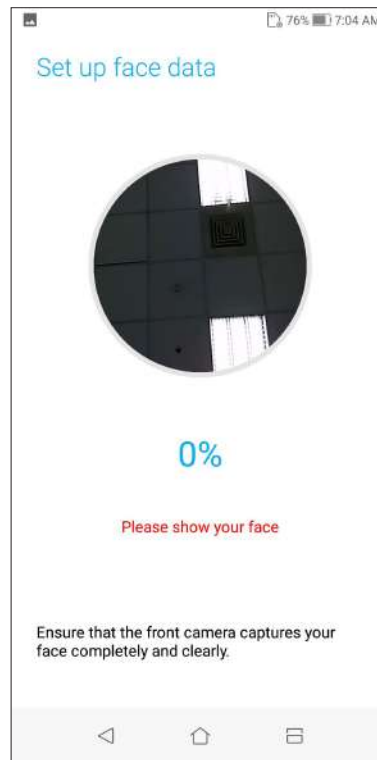 76% 7:04 AM
Set up face data
0%
Please show your face
Ensure that the front camera captures your
face completely and clearly.